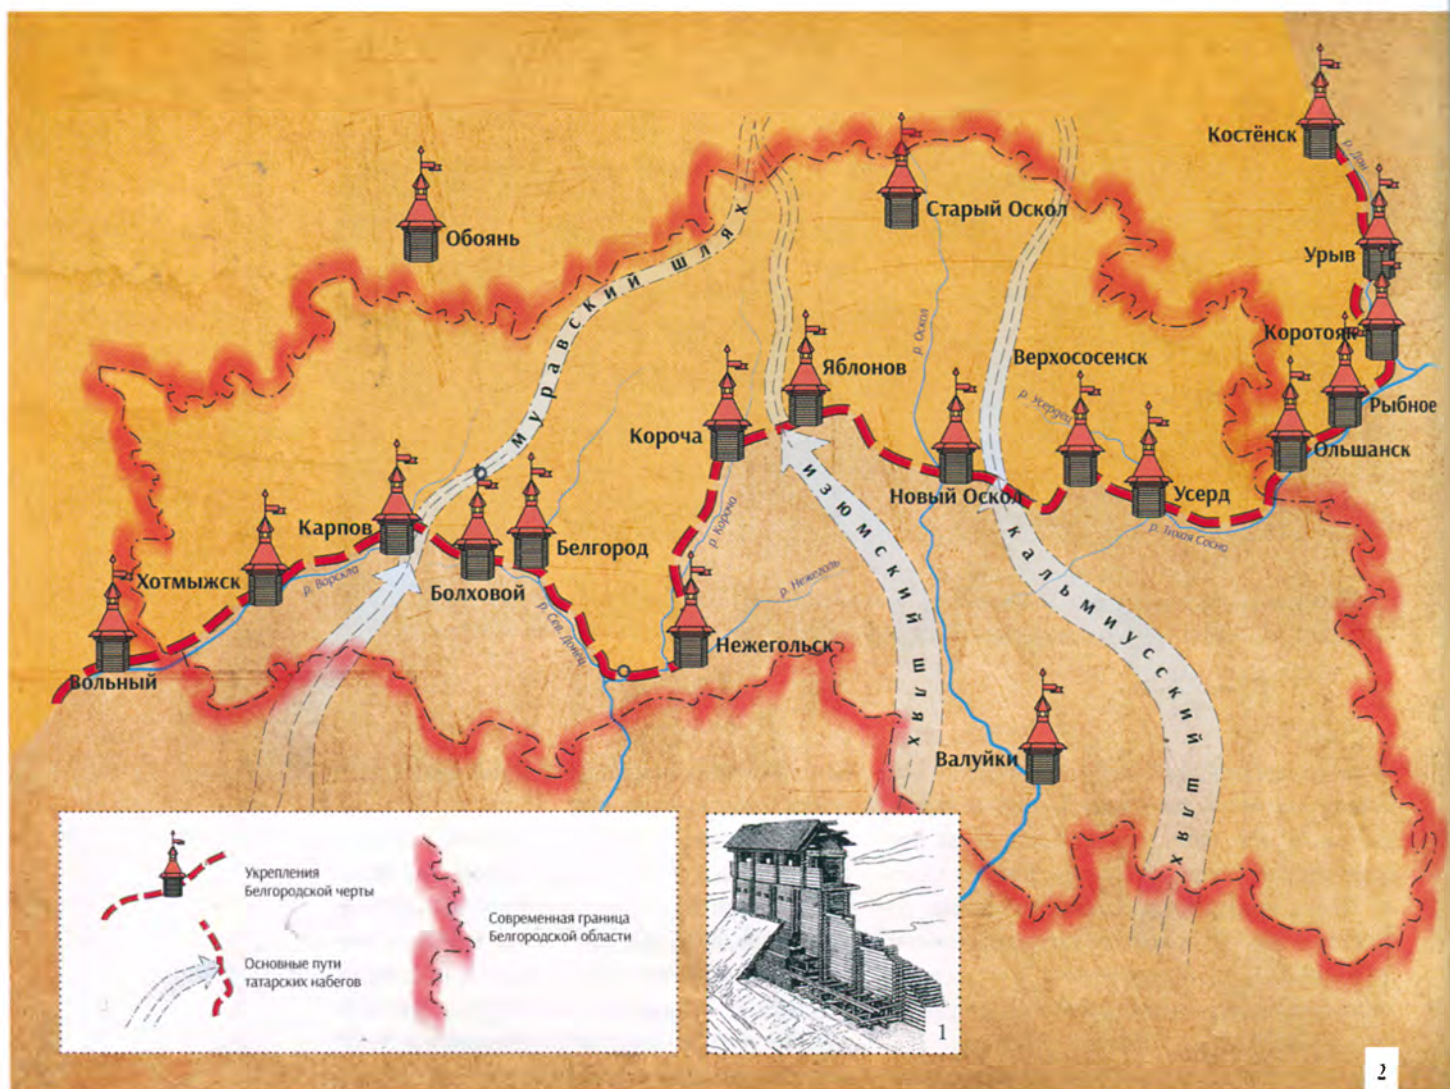 Костёнск
р. Дон
Старый Оскол
Обоянь
Урыв
муравский шлях
Коротояк
р. Оскол
Верхососенск
Яблонов
р. Усердец
Рыбное
Короча
Ольшанск
Новый Оскол
Усерд
изюмский шлях
р. Короча
Карпов
Белгород
р. Тихая Сосна
кальмиусский шлях
Хотмыжск
р. Ворскла
Болховой
р. Нежеголь
р. Сев. Донец
Нежегольск
Вольный
Валуйки
Укрепления
Белгородской черты
Современная граница
Белгородской области
Основные пути
татарских набегов
1
2